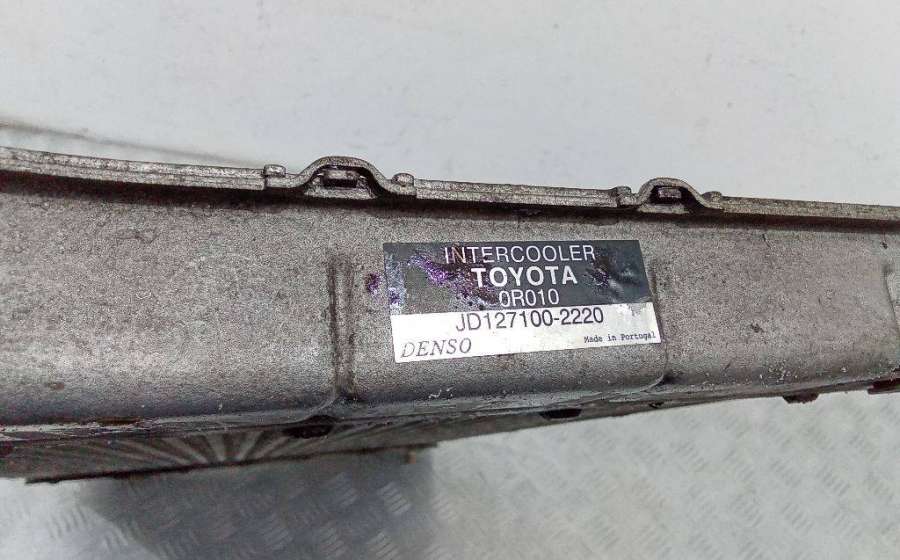 INTERCOOLER
TOYOTA
0R010
JD127100-2220
DENSO
Made in Portugal